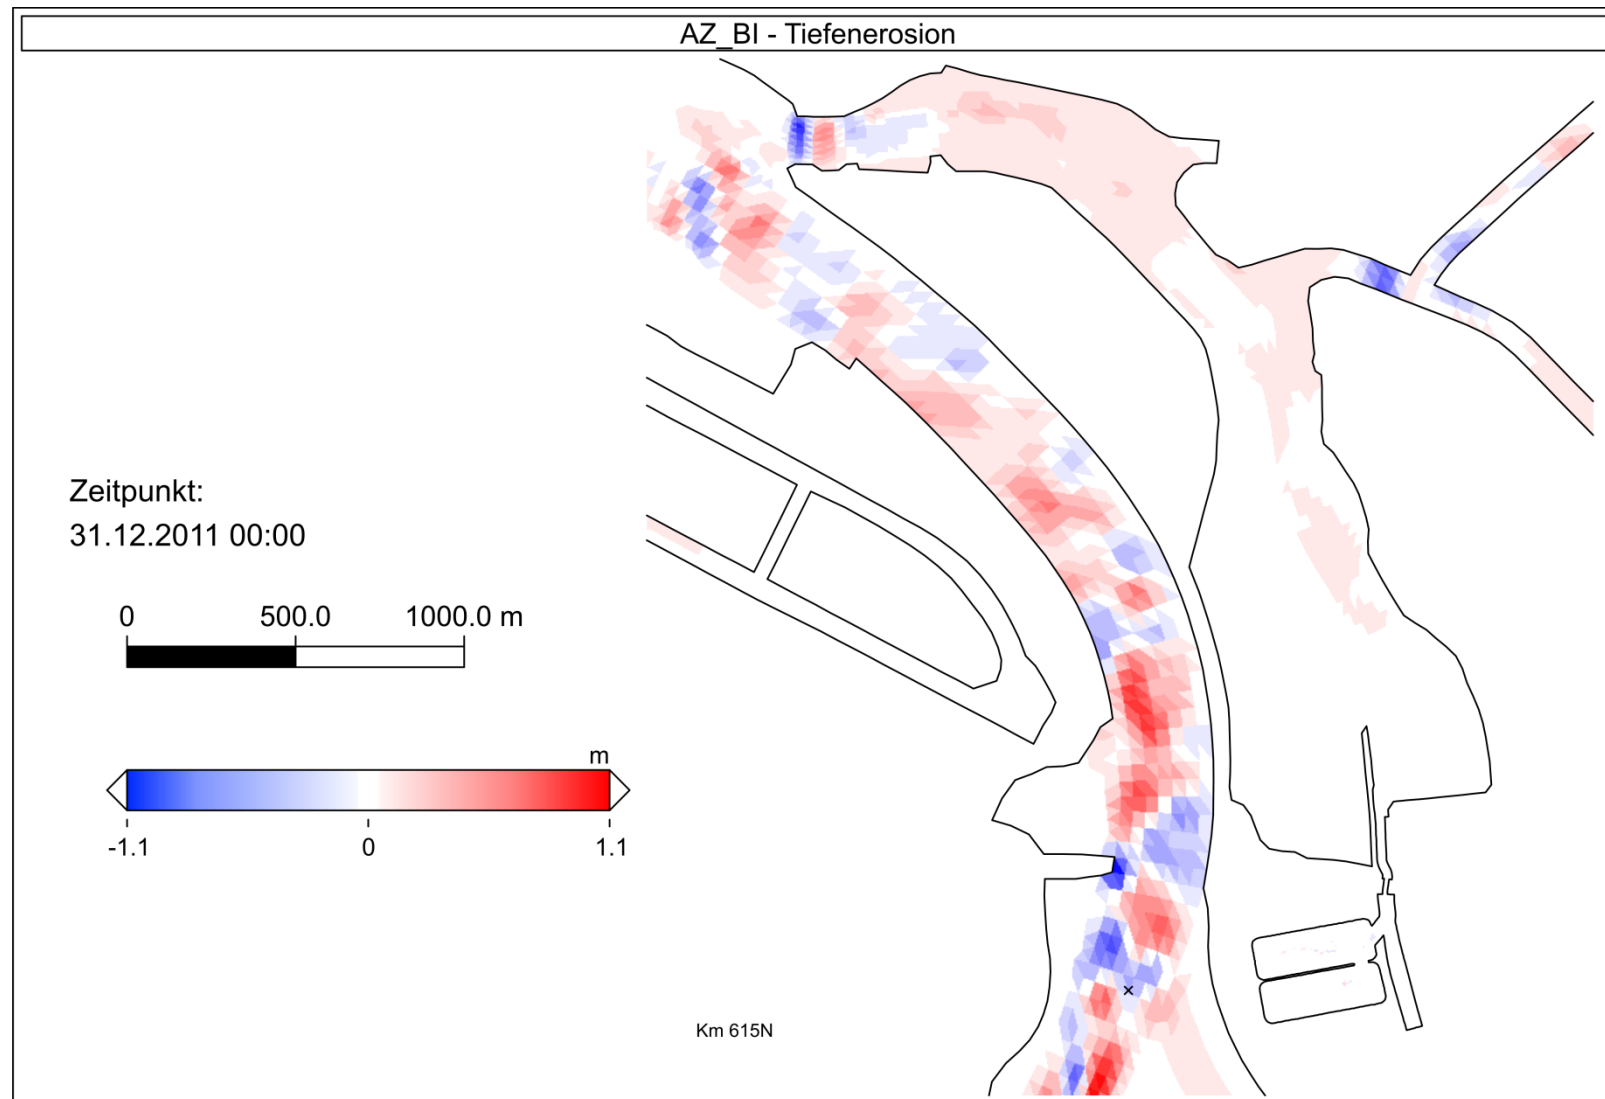 AZ_BI - Tiefenerosion
Zeitpunkt:
31.12.2011 00:00
0 500.0 1000.0 m
m
-1.1 0 1.1
Km 615N